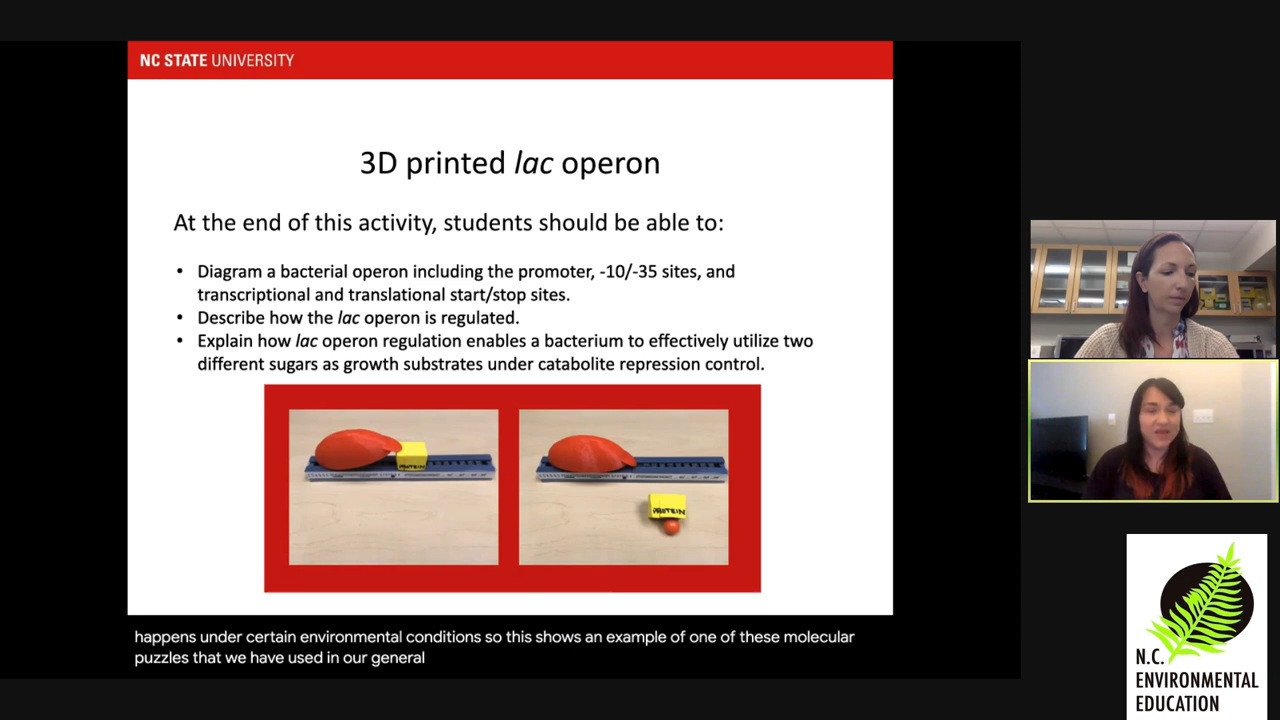 NC STATE UNIVERSITY
3D printed lac operon
At the end of this activity, students should be able to:
• Diagram a bacterial operon including the promoter, -10/-35 sites, and
transcriptional and translational start/stop sites.
• Describe how the lac operon is regulated.
• Explain how lac operon regulation enables a bacterium to effectively utilize two
different sugars as growth substrates under catabolite repression control.
PROTEIN
PROTEIN
happens under certain environmental conditions so this shows an example of one of these molecular
puzzles that we have used in our general
N.C.
ENVIRONMENTAL
EDUCATION